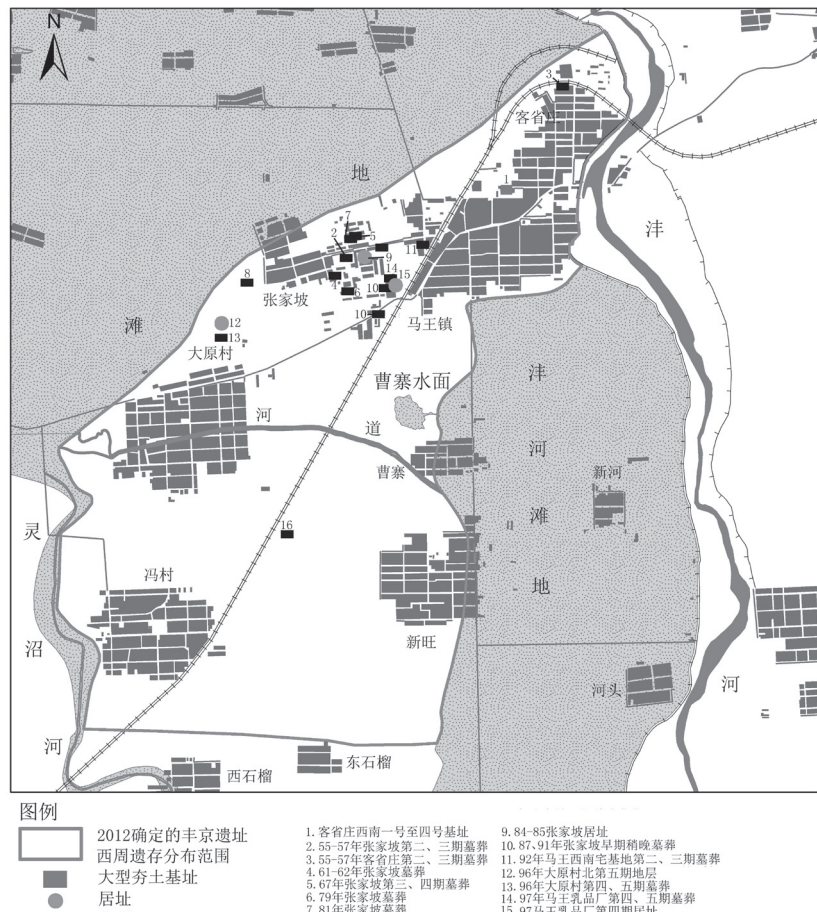 N
3
客省
1
地
沣
7
2
5
11
9
14
15
8
4
6
10
张家坡
10
马王镇
滩
12
13
大原村
沣
曹寨水面
河
道
河
曹寨
新河
滩
灵
16
冯村
地
新旺
沼
河头
河
河
西石榴
东石榴
图例
2012确定的丰京遗址
西周遗存分布范围
大型夯土基址
居址
1.客省庄西南一号至四号基址
2.55-57年张家坡第二、三期墓葬
3.55-57年客省庄第二、三期墓葬
4.61-62年张家坡墓葬
5.67年张家坡第三、四期墓葬
6.79年张家坡墓葬
7.81年张家坡墓葬
9.84-85张家坡居址
10.87、91年张家坡早期稍晚墓葬
11.92年马王西南宅基地第二、三期墓葬
12.96年大原村北第五期地层
13.96年大原村第四、五期墓葬
14.97年马王乳品厂第四、五期墓葬
15.97马王乳品厂第四期居址